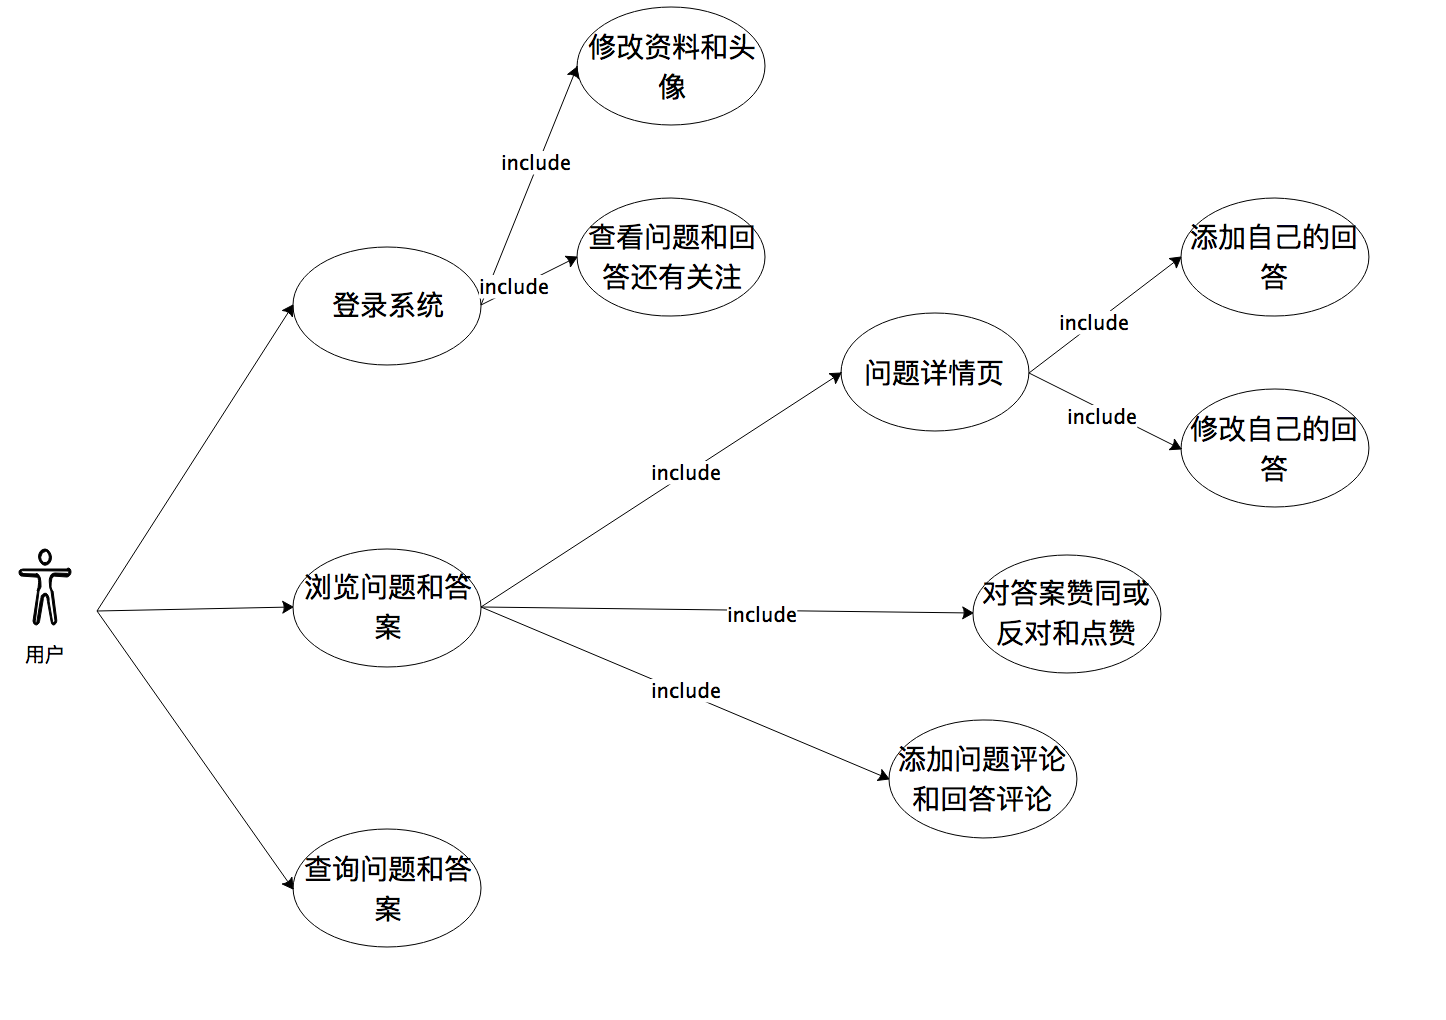 修改资料和头
像
include
查看问题和回
答还有关注
include
登录系统
添加自己的回
答
include
问题详情页
include
修改自己的回
答
include
浏览问题和答
案
include
对答案赞同或
反对和点赞
用户
include
添加问题评论
和回答评论
查询问题和答
案